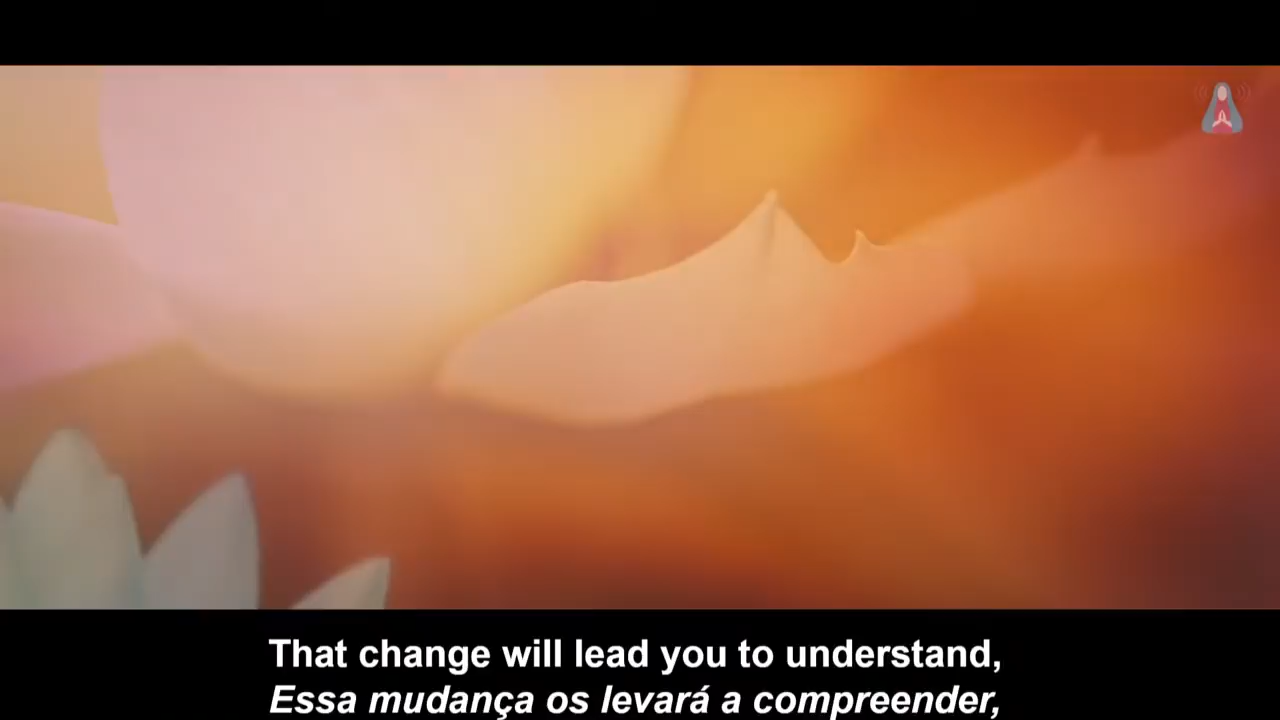 That change will lead you to understand,
Essa mudança os levará a compreender,